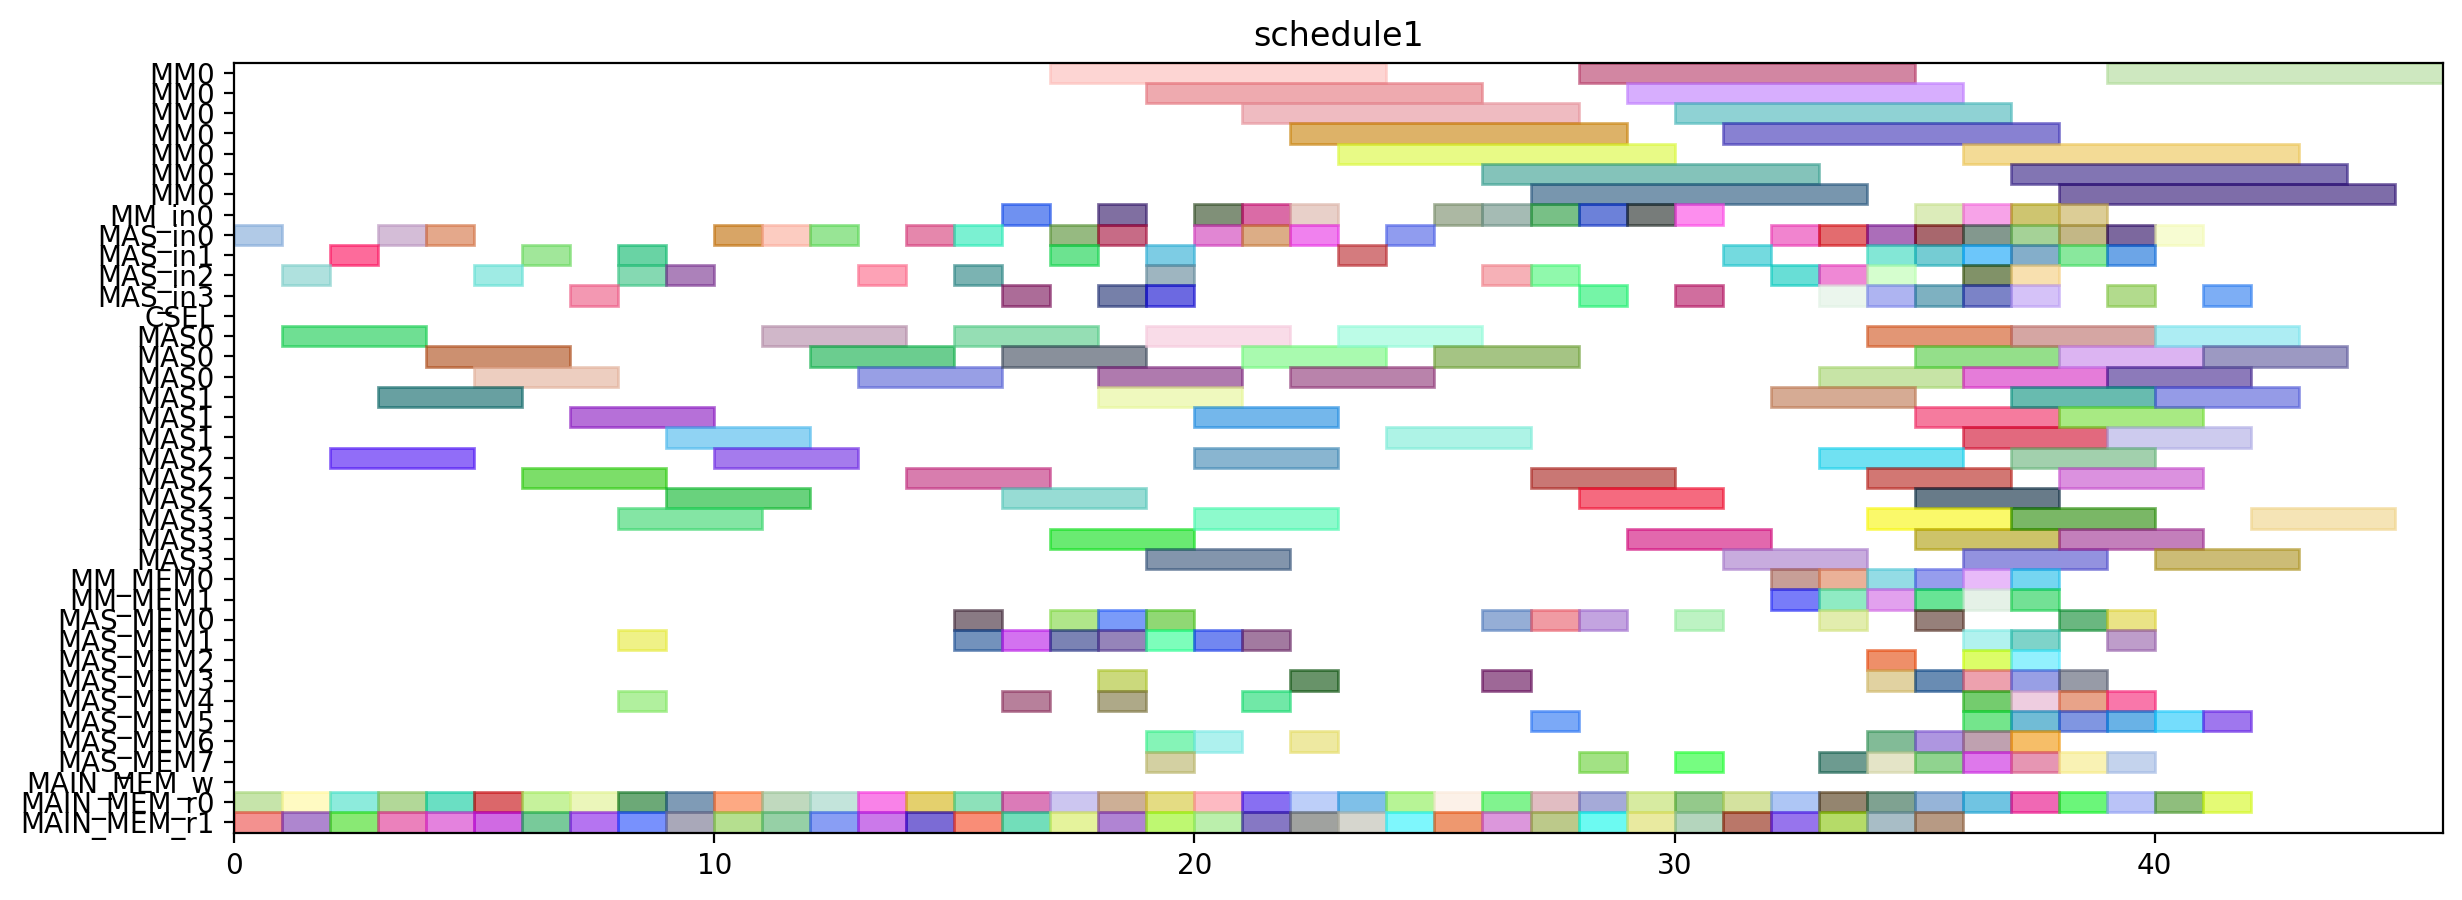 schedule1
MM0
MM0
MM0
MM0
MM0
MM0
MM0
MM_in0
MAS_in0
MAS_in1
MAS_in2
MAS_in3
CSEL
MAS0
MAS0
MAS0
MAS1
MAS1
MAS1
MAS2
MAS2
MAS2
MAS3
MAS3
MAS3
MM_MEM0
MM_MEM1
MAS_MEM0
MAS_MEM1
MAS_MEM2
MAS_MEM3
MAS_MEM4
MAS_MEM5
MAS_MEM6
MAS_MEM7
MAIN_MEM_w
MAIN_MEM_r0
MAIN_MEM_r1
0 10 20 30 40